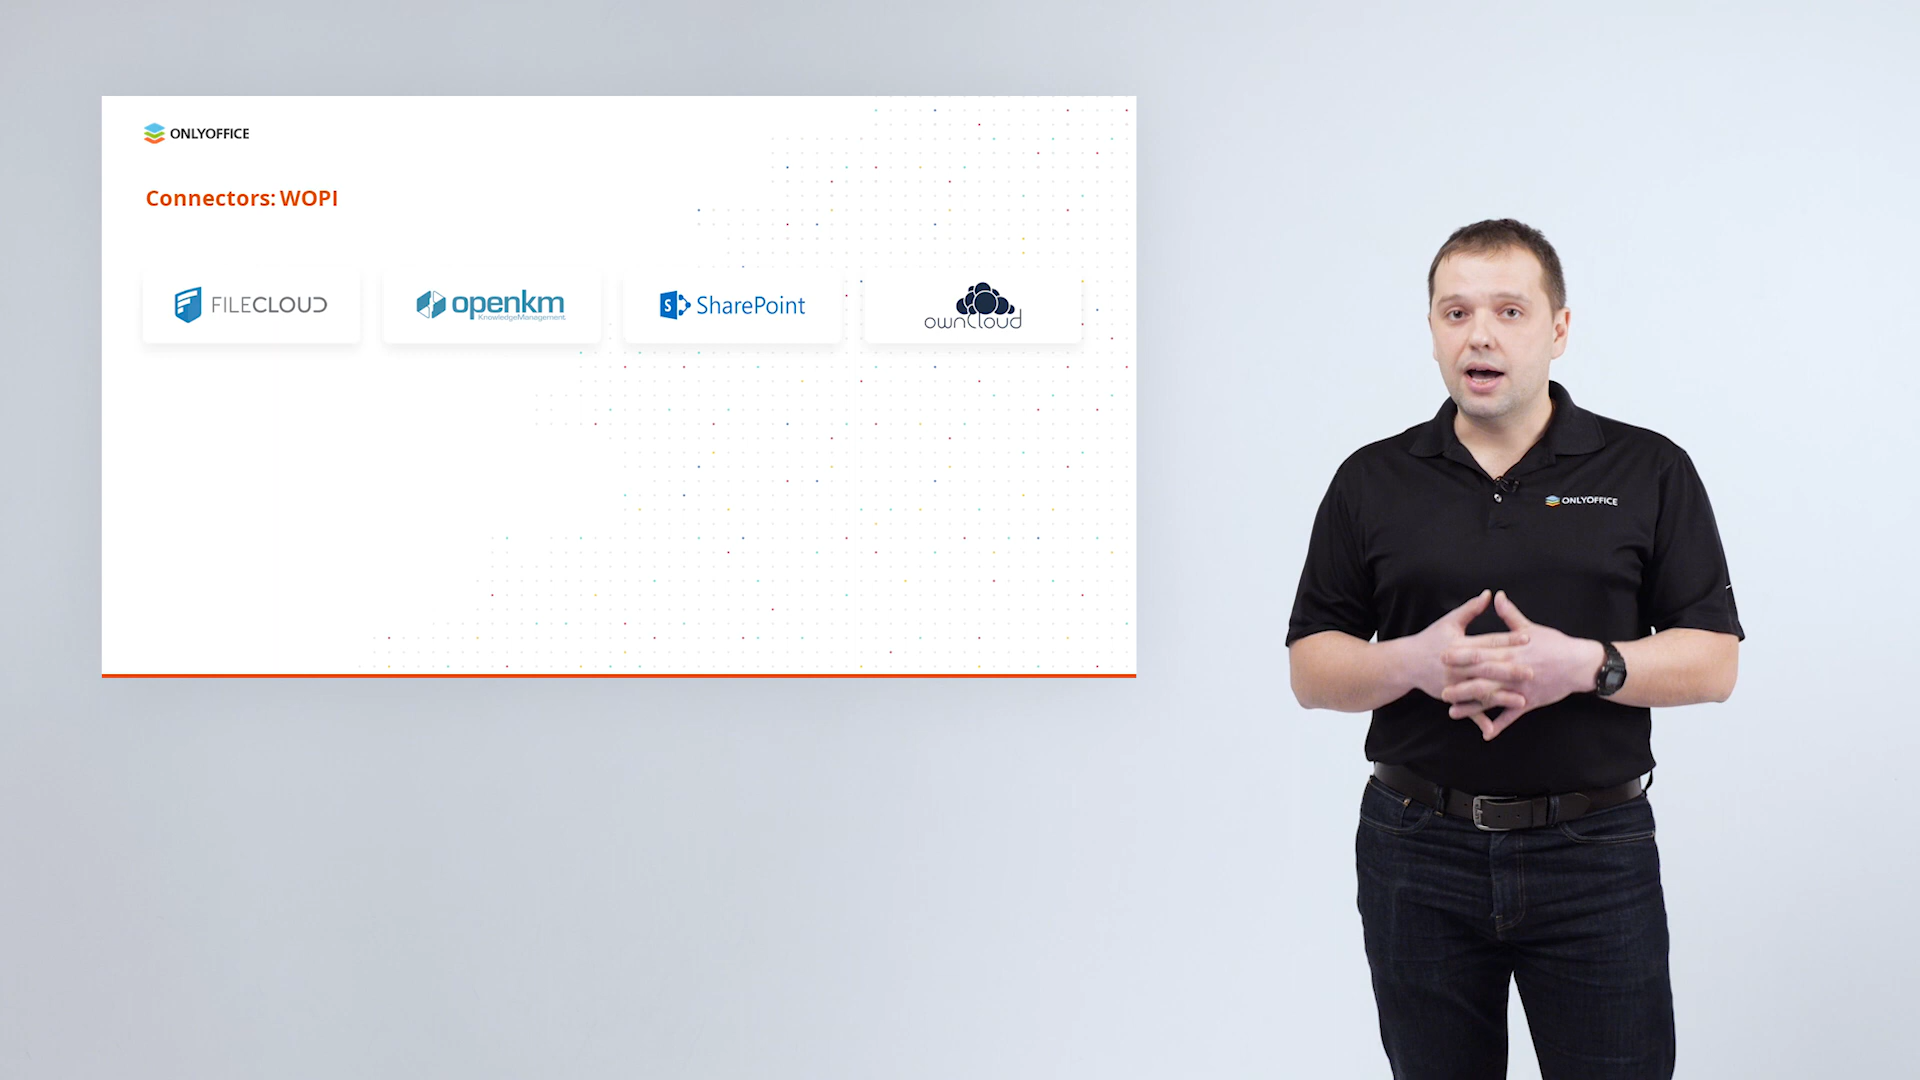 ONLYOFFICE
Connectors: WOPI
FILECLOUD
openkm
KnowledgeManagement
SharePoint
ownCloud
ONLYOFFICE